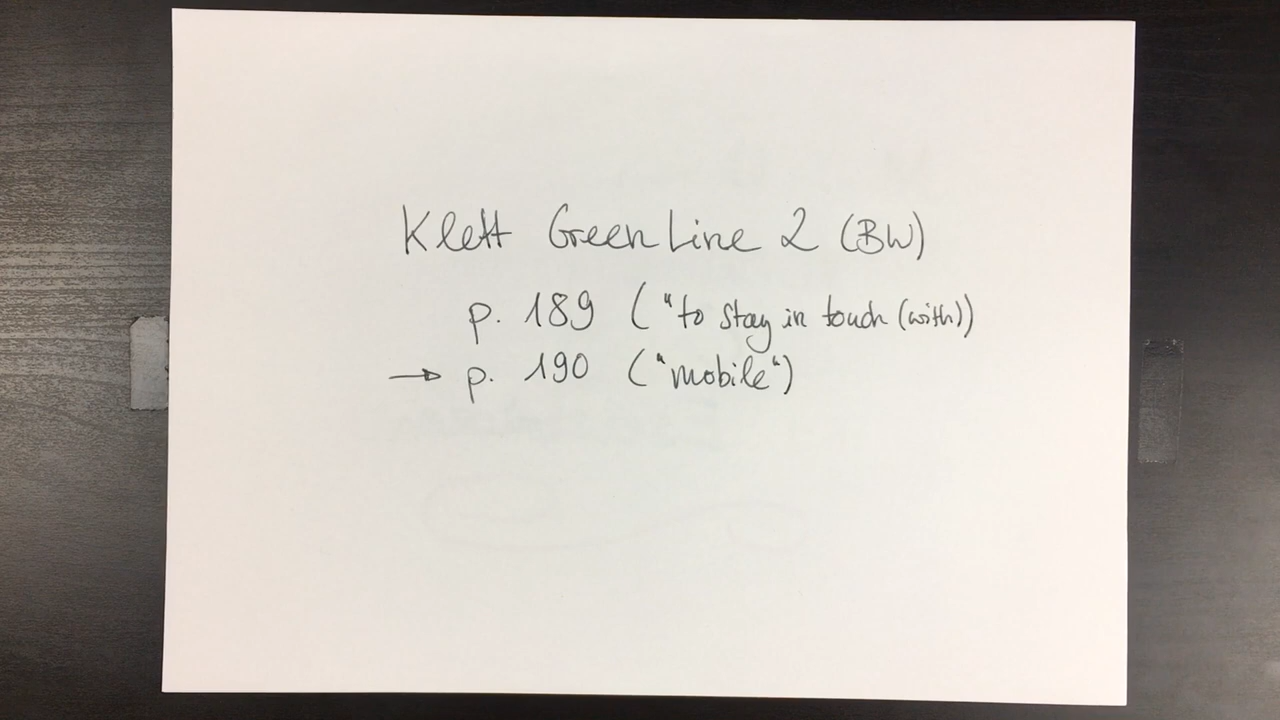 Klett Green Line 2 (BW)
p. 189 ("to stay in touch (with))
→ p. 190 ("mobile")